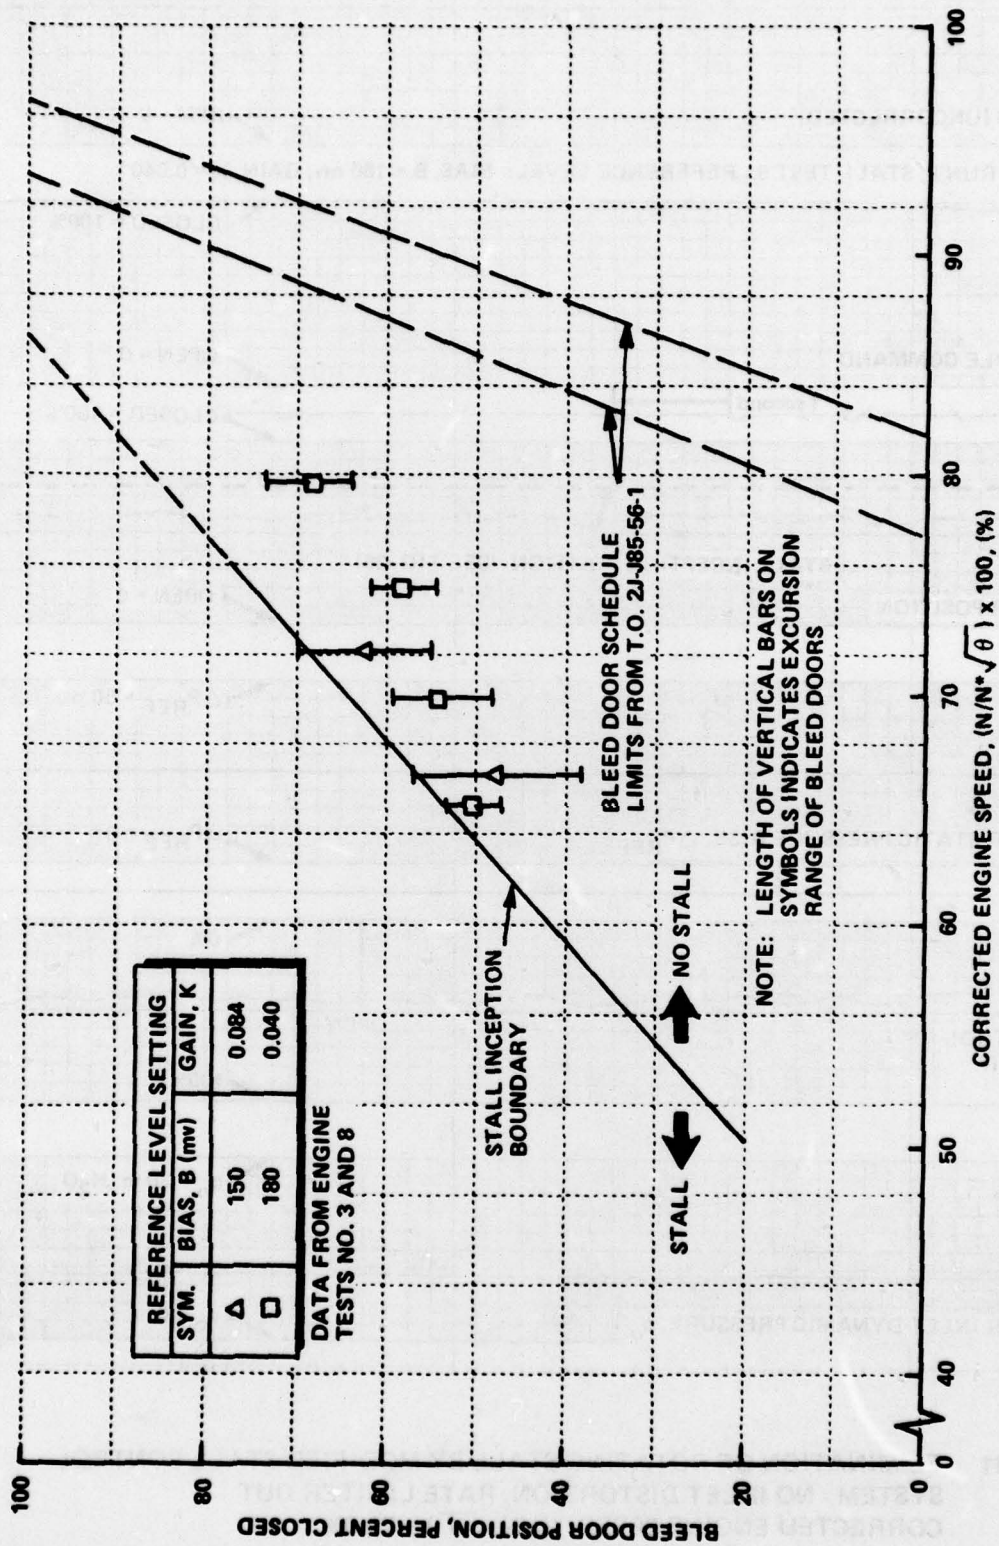 REFERENCE LEVEL SETTING
SYM. BIAS, B (mv) GAIN, K
△ 150 0.084
□ 180 0.040
DATA FROM ENGINE
TESTS NO. 3 AND 8
STALL INCEPTION
BOUNDARY
STALL
NO STALL
BLEED DOOR SCHEDULE
LIMITS FROM T.O. 2J-J85-56-1
NOTE: LENGTH OF VERTICAL BARS ON
SYMBOLS INDICATES EXCURSION
RANGE OF BLEED DOORS
BLEED DOOR POSITION, PERCENT CLOSED
100
80
60
40
20
0
40
50
60
70
80
90
100
CORRECTED ENGINE SPEED, (N/N* √θ ) x 100, (%)